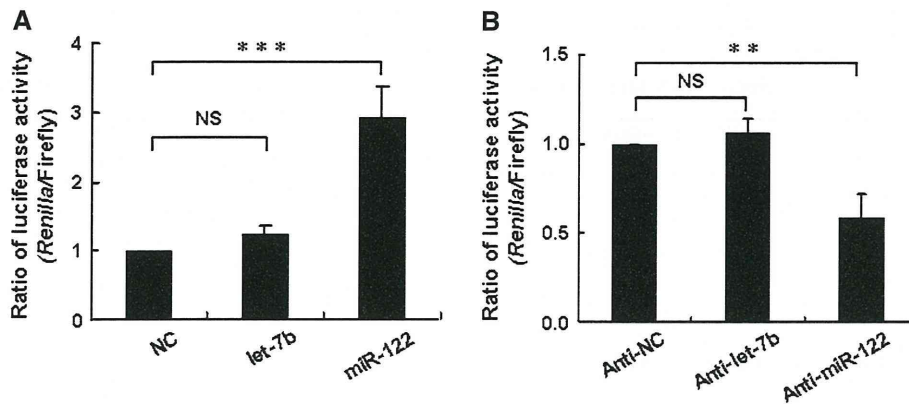 A
Ratio of luciferase activity
(Renilla/Firefly)
4
3
2
1
0
***
NS
NC
let-7b
miR-122
B
Ratio of luciferase activity
(Renilla/Firefly)
1.5
1.0
0.5
0.0
**
NS
Anti-NC
Anti-let-7b
Anti-miR-122